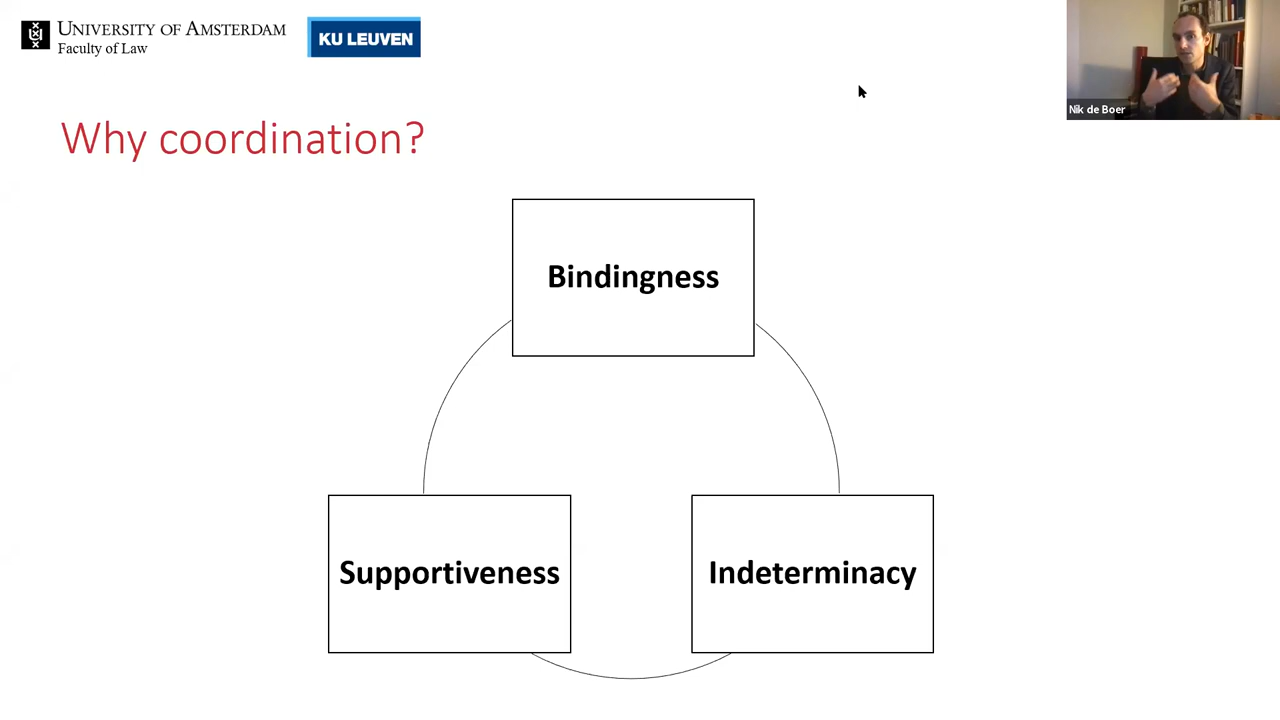 UNIVERSITY OF AMSTERDAM
Faculty of Law
KU LEUVEN
Nik de Boer
Why coordination?
Bindingness
Supportiveness
Indeterminacy